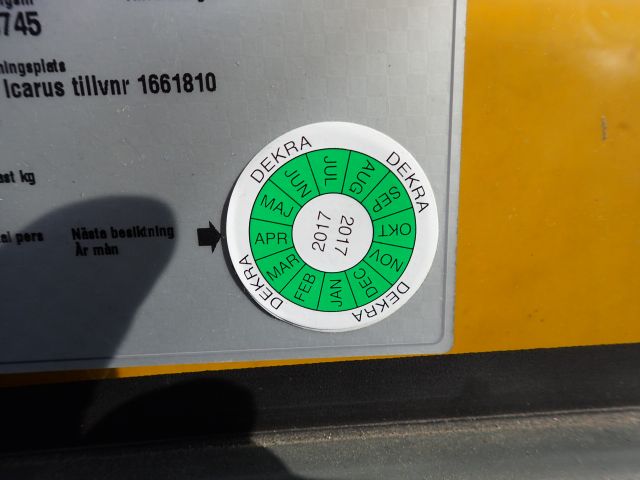 745
Icarus tillvnr 1661810
kg
pers
Nästa besiktning
År mån
DEKRA
DEKRA
DEKRA
DEKRA
JAN
FEB
MAR
APR
MAJ
JUN
JUL
AUG
SEP
OKT
NOV
DEC
2017
2017